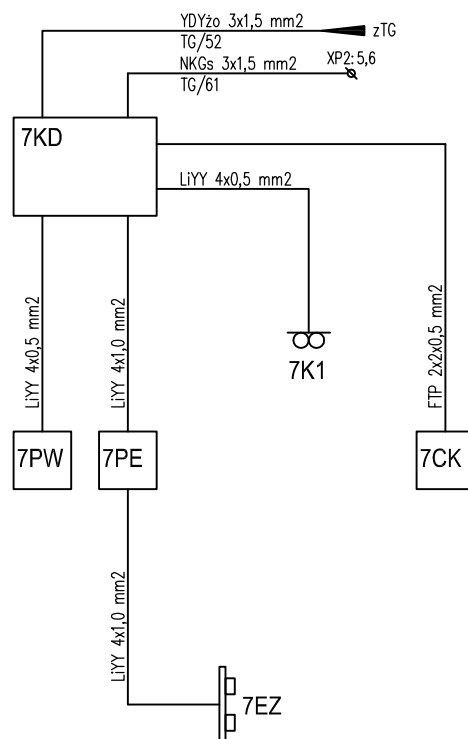 YDYżo 3x1,5 mm2
zTG
TG/52
NKGs 3x1,5 mm2
XP2:5,6
TG/61
7KD
LiYY 4x0,5 mm2
LiYY 4x0,5 mm2
LiYY 4x1,0 mm2
7K1
FTP 2x2x0,5 mm2
7PW
7PE
7CK
LiYY 4x1,0 mm2
7EZ